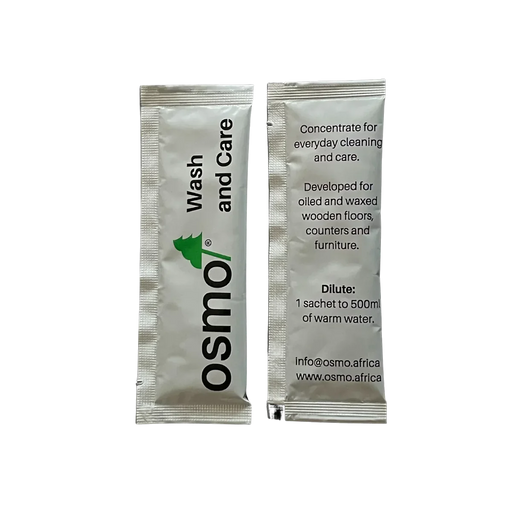 osmo®
Wash
and Care
Concentrate for
everyday cleaning
and care.
Developed for
oiled and waxed
wooden floors,
counters and
furniture.
Dilute:
1 sachet to 500ml
of warm water.
Info@osmo.africa
www.osmo.africa